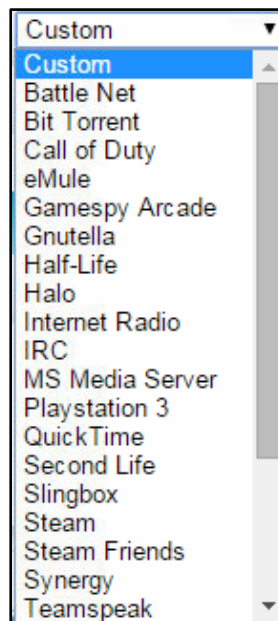 Custom
Custom
Battle Net
Bit Torrent
Call of Duty
eMule
Gamespy Arcade
Gnutella
Half-Life
Halo
Internet Radio
IRC
MS Media Server
Playstation 3
QuickTime
Second Life
Slingbox
Steam
Steam Friends
Synergy
Teamspeak